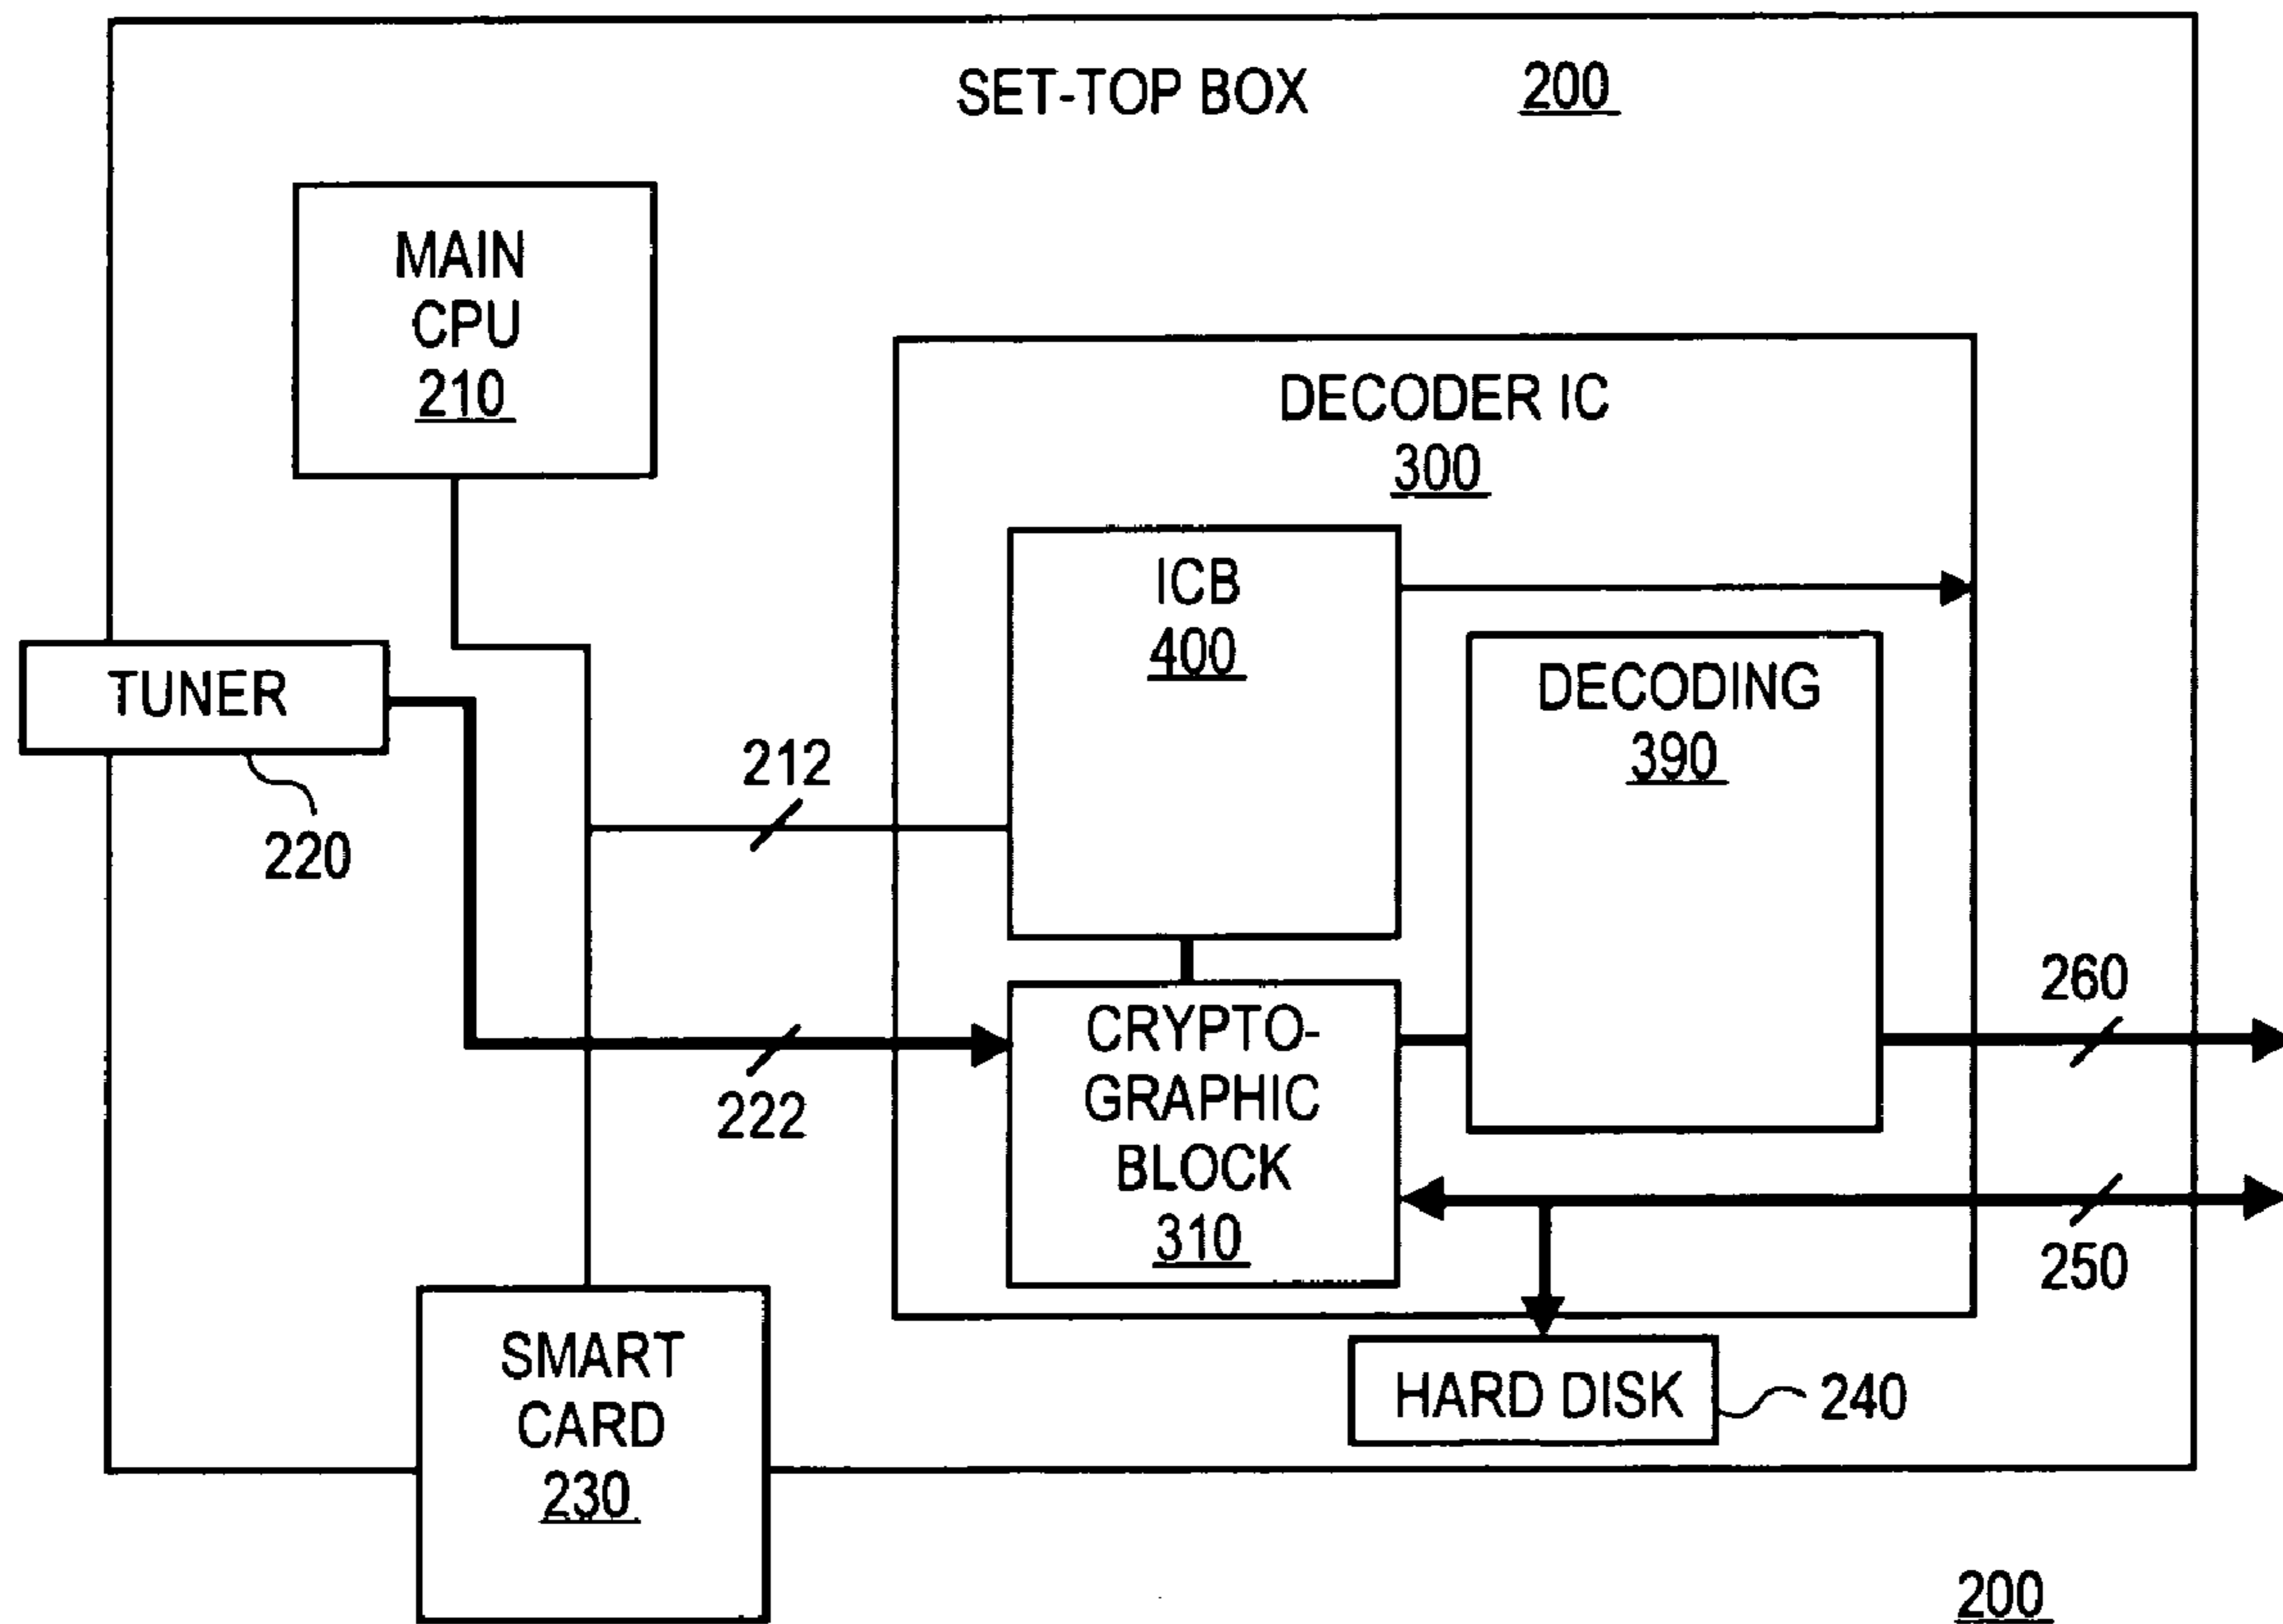 SET-TOP BOX 200
MAIN
CPU
210
DECODER IC
300
ICB
400
TUNER
220
DECODING
390
212
222
CRYPTO-
GRAPHIC
BLOCK
310
260
250
SMART
CARD
230
HARD DISK
240
200